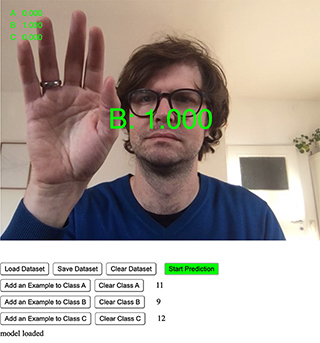 A 0.000
B 1.000
C 0.000
B: 1.000
Load Dataset Save Dataset Clear Dataset Start Prediction
Add an Example to Class A Clear Class A 11
Add an Example to Class B Clear Class B 9
Add an Example to Class C Clear Class C 12
model loaded